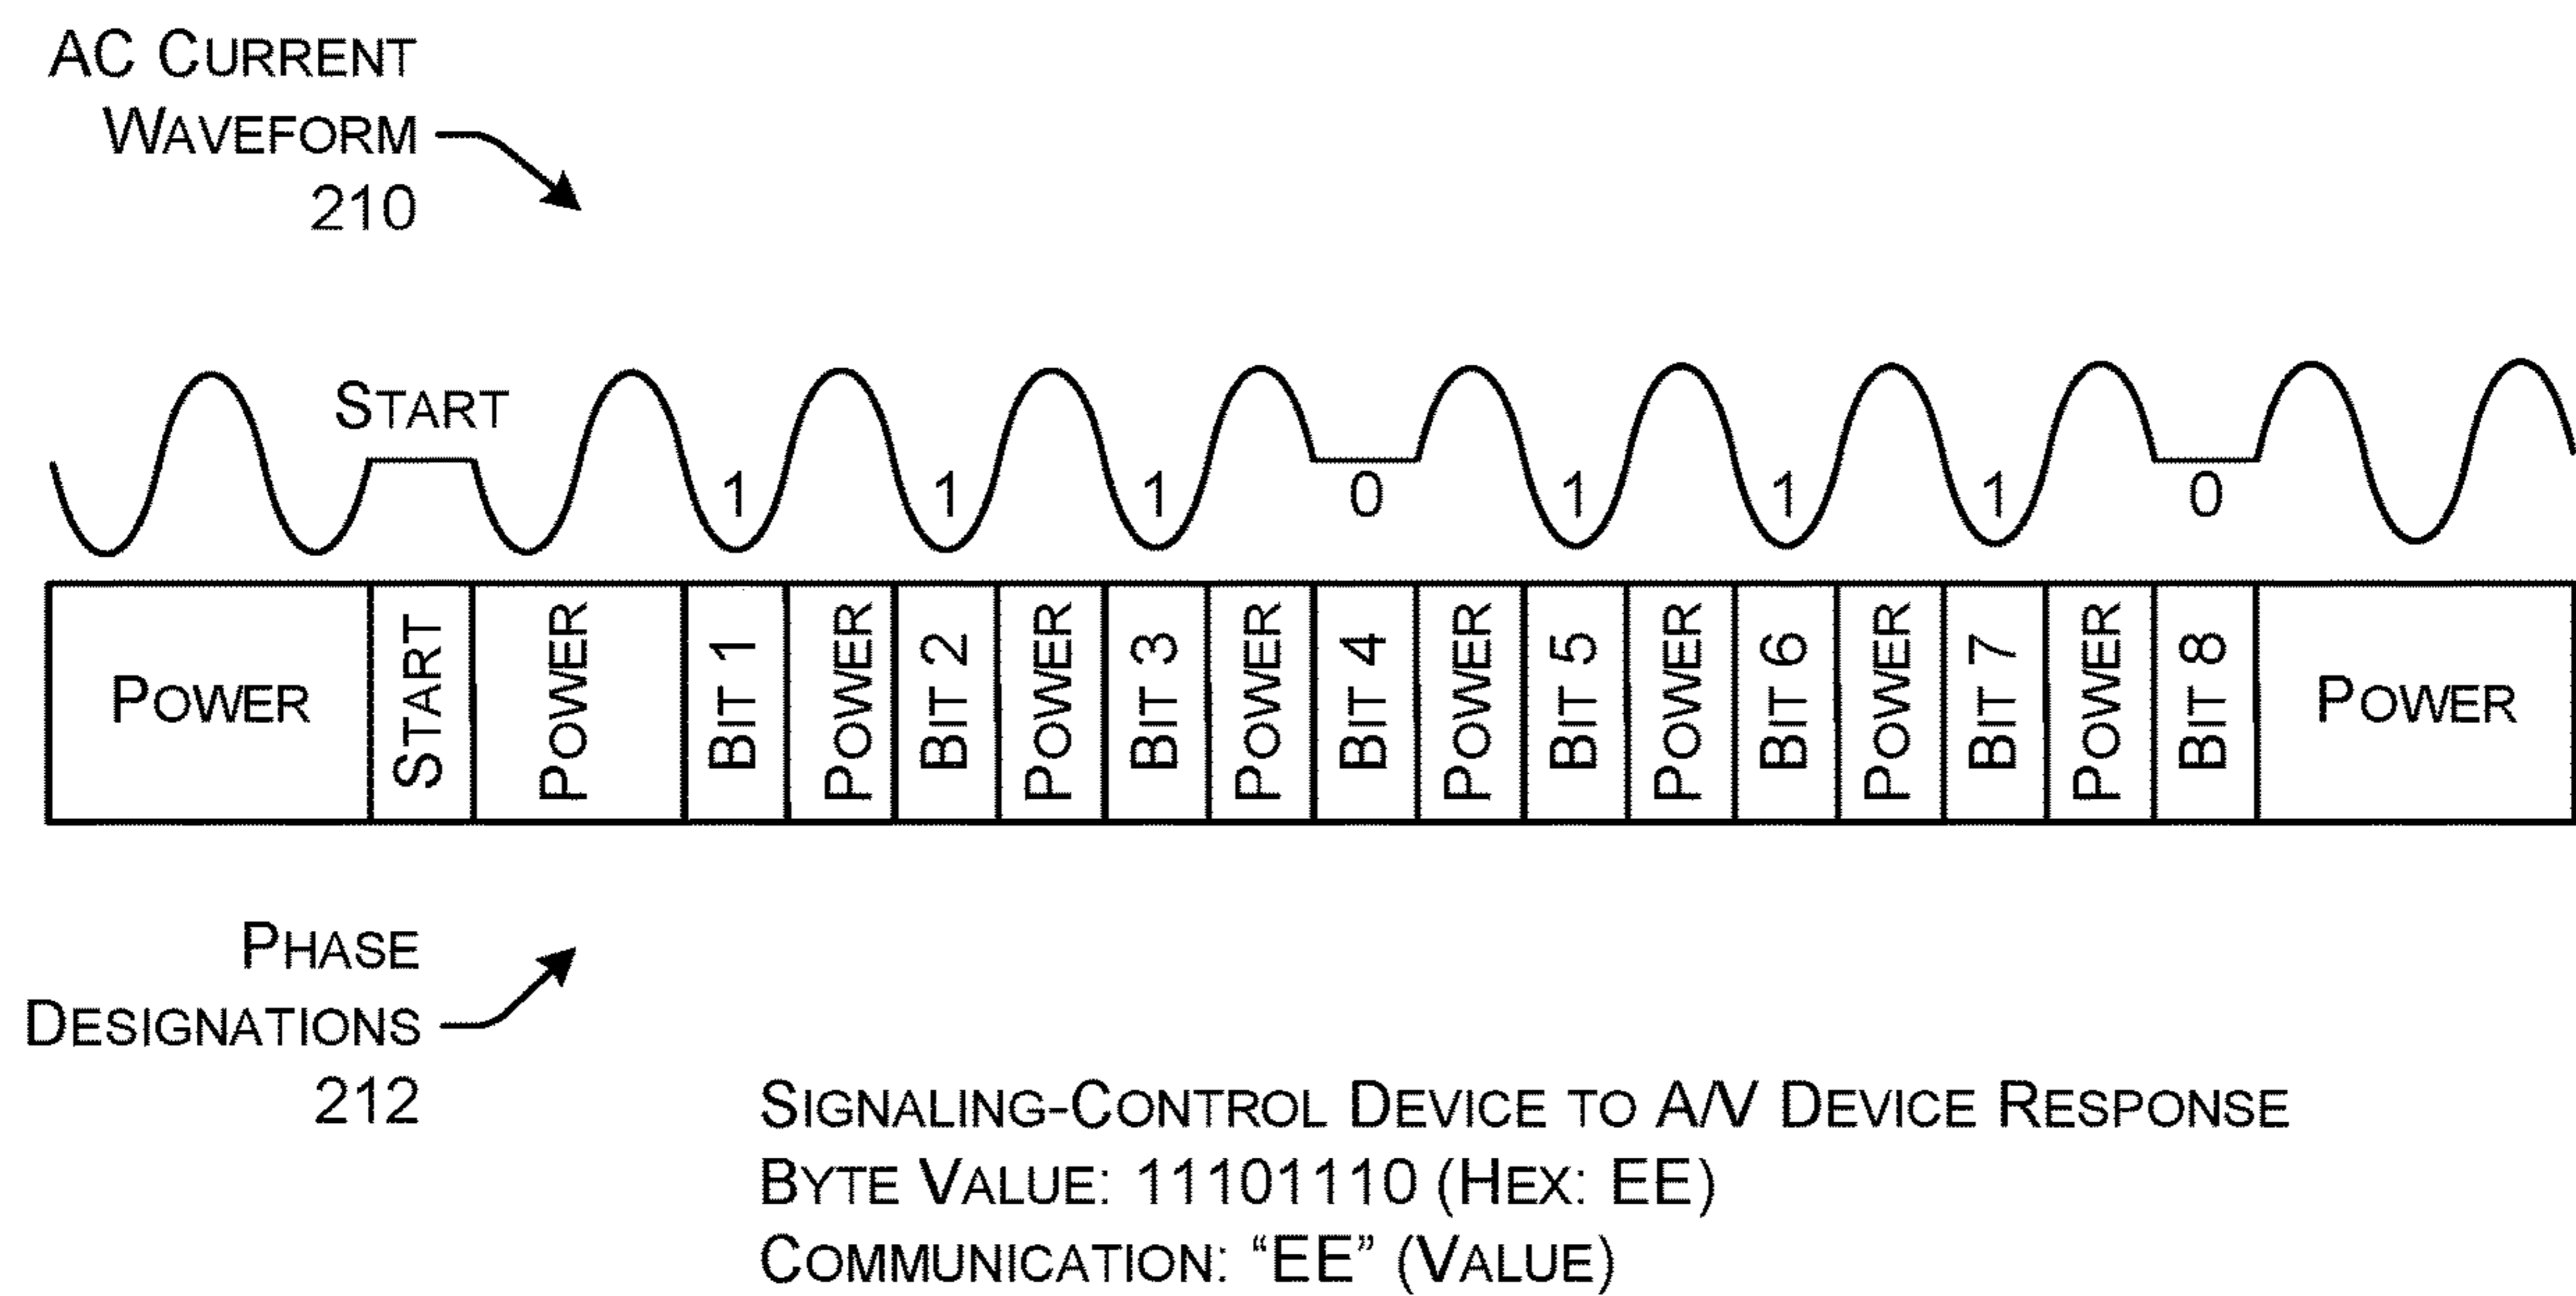 AC CURRENT
WAVEFORM
210
START
1 1 1 0 1 1 1 0
POWER START POWER BIT 1 POWER BIT 2 POWER BIT 3 POWER BIT 4 POWER BIT 5 POWER BIT 6 POWER BIT 7 POWER BIT 8 POWER
PHASE
DESIGNATIONS
212
SIGNALING-CONTROL DEVICE TO A/V DEVICE RESPONSE
BYTE VALUE: 11101110 (HEX: EE)
COMMUNICATION: “EE” (VALUE)